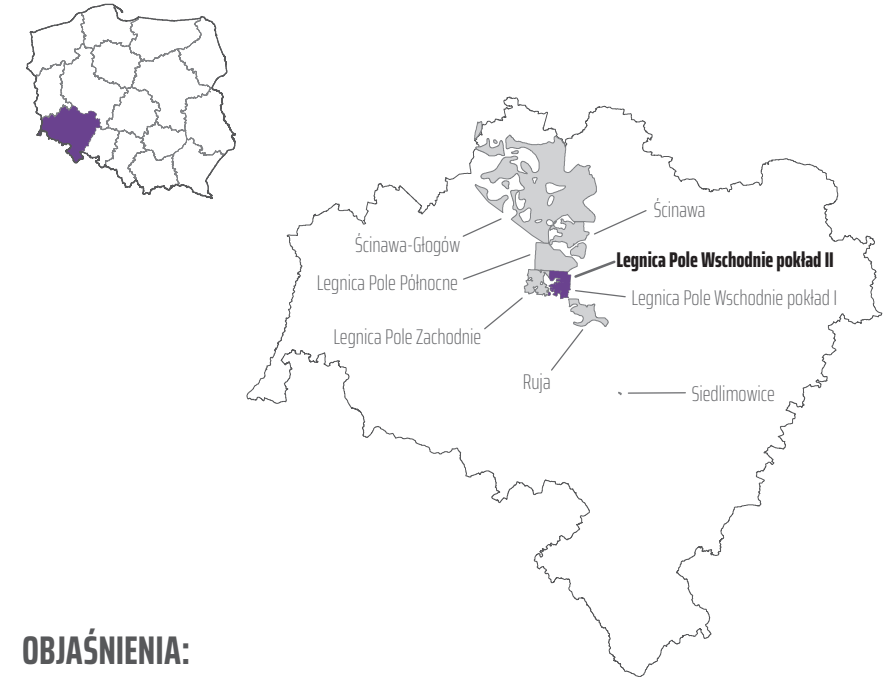 Ścinawa
Ścinawa-Głogów
Legnica Pole Wschodnie pokład II
Legnica Pole Północne
Legnica Pole Wschodnie pokład I
Legnica Pole Zachodnie
Ruja
Siedlimowice
OBJAŚNIENIA: